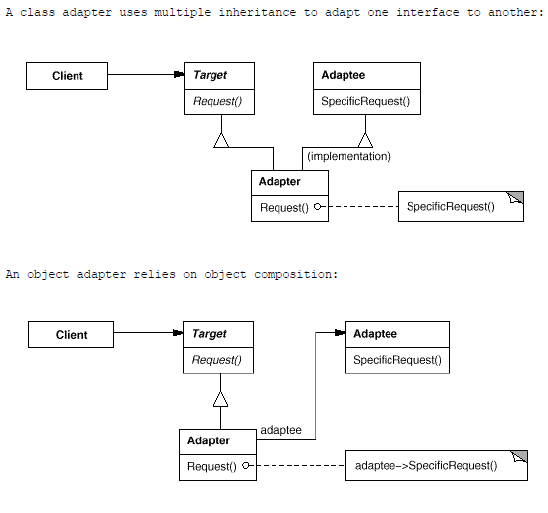 A class adapter uses multiple inheritance to adapt one interface to another:
Client
Target
Request()
Adaptee
SpecificRequest()
(implementation)
Adapter
Request()
SpecificRequest()
An object adapter relies on object composition:
Client
Target
Request()
Adaptee
SpecificRequest()
adaptee
Adapter
Request()
adaptee->SpecificRequest()